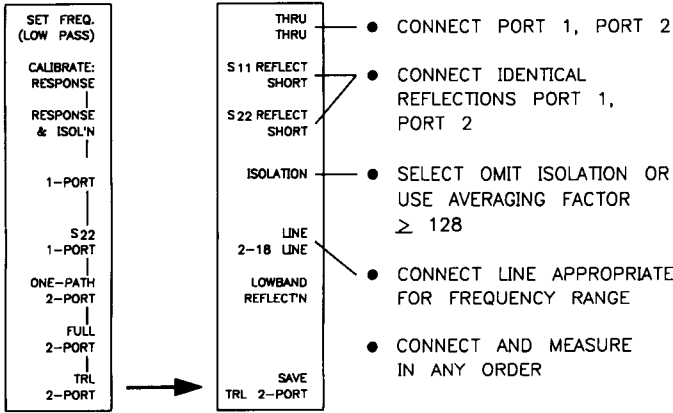 SET FREQ.
(LOW PASS)
CALIBRATE:
RESPONSE
RESPONSE
& ISOL'N
1-PORT
S22
1-PORT
ONE-PATH
2-PORT
FULL
2-PORT
TRL
2-PORT
THRU
THRU
S11 REFLECT
SHORT
S22 REFLECT
SHORT
ISOLATION
LINE
2-18 LINE
LOWBAND
REFLECT'N
SAVE
TRL 2-PORT
● CONNECT PORT 1, PORT 2
● CONNECT IDENTICAL
REFLECTIONS PORT 1,
PORT 2
● SELECT OMIT ISOLATION OR
USE AVERAGING FACTOR
≥ 128
● CONNECT LINE APPROPRIATE
FOR FREQUENCY RANGE
● CONNECT AND MEASURE
IN ANY ORDER